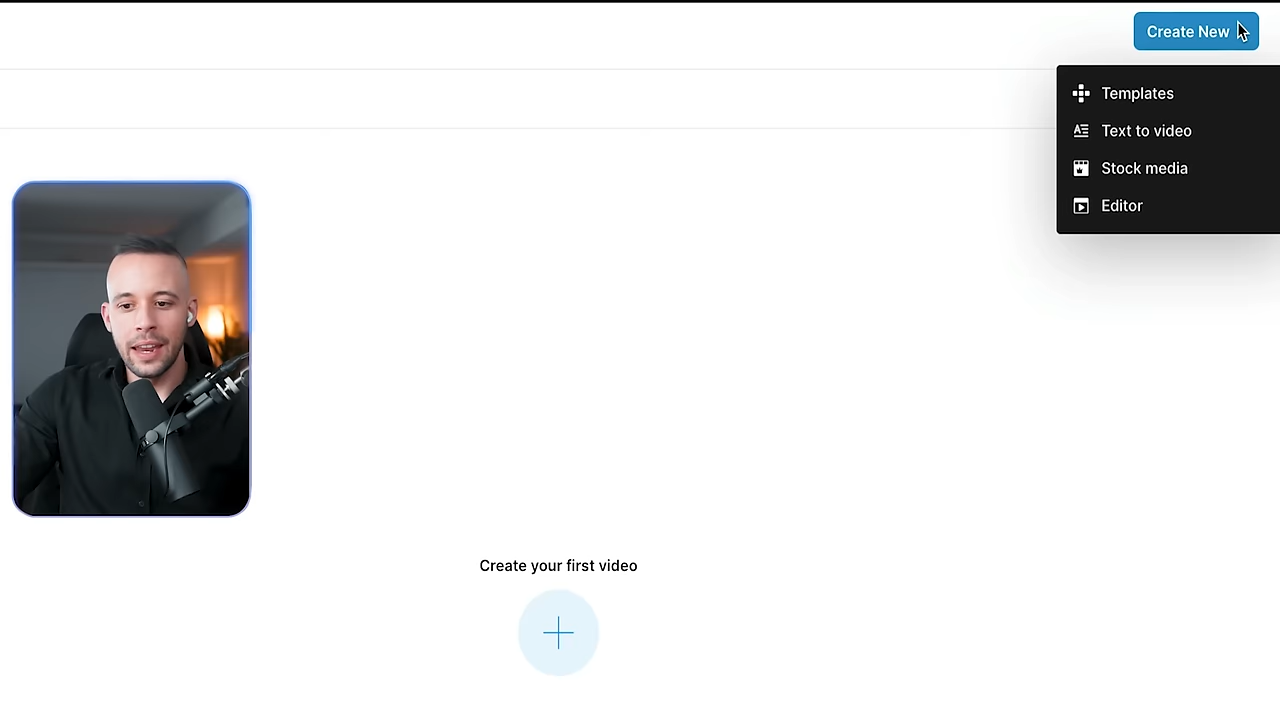 Create New
Templates
Text to video
Stock media
Editor
Create your first video